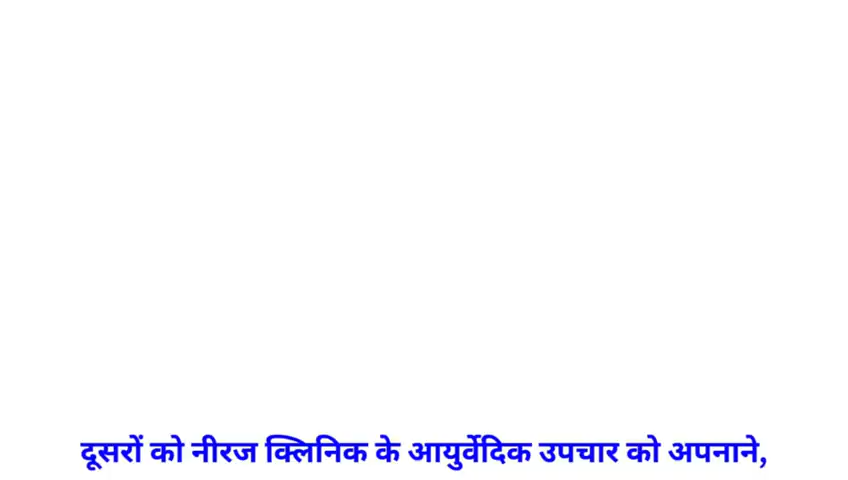 दूसरों को नीरज क्लिनिक के आयुर्वेदिक उपचार को अपनाने,